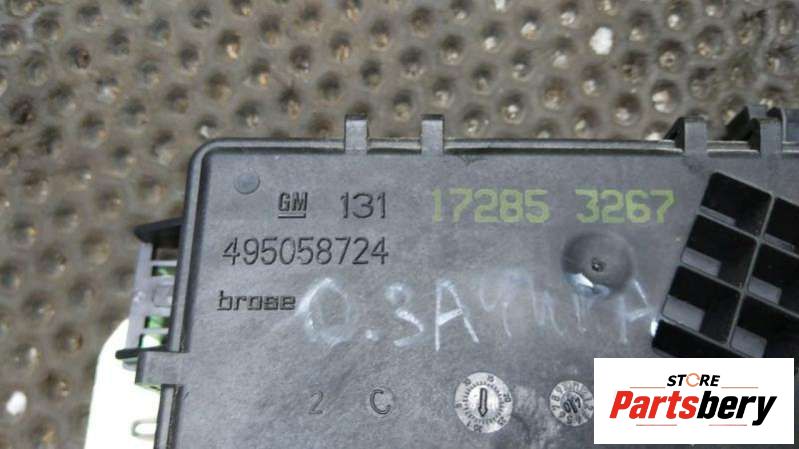 GM 131 17285 3267
495058724
brose
2 C
STORE
Partsbery